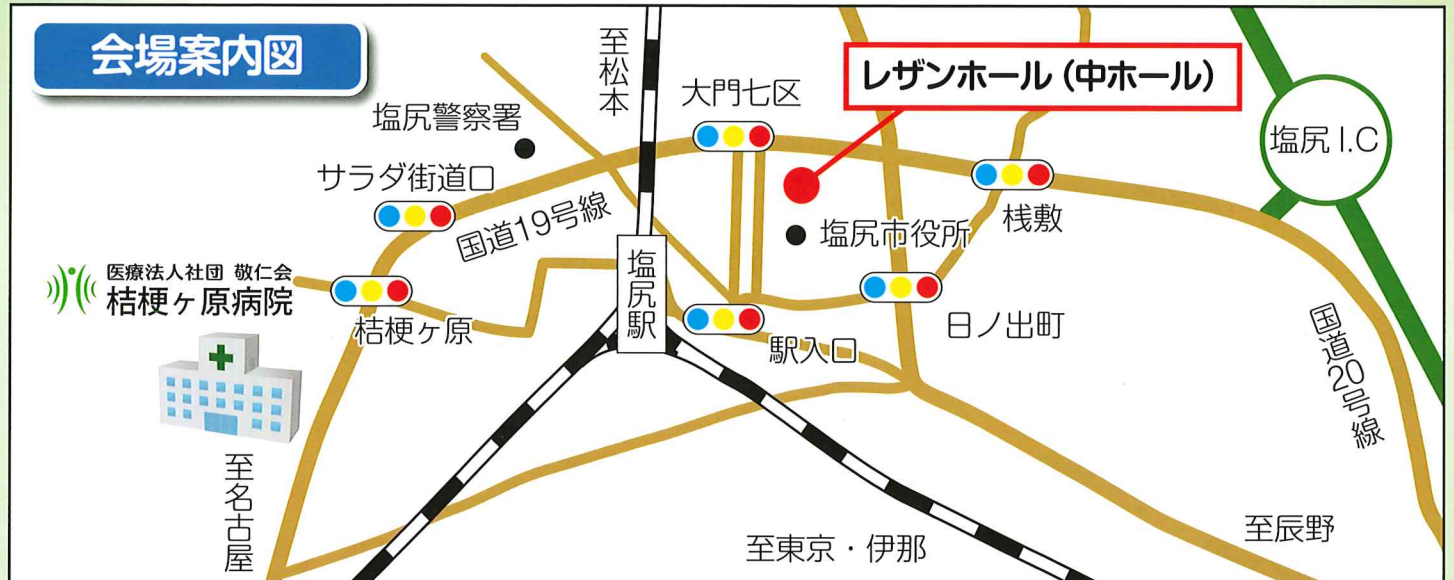 会場案内図
至松本
大門七区
レザンホール（中ホール）
塩尻警察署
塩尻 I.C
サラダ街道口
国道19号線
塩尻市役所
桟敷
医療法人社団 敬仁会
桔梗ヶ原病院
塩尻駅
桔梗ヶ原
駅入口
日ノ出町
国道20号線
至名古屋
至東京・伊那
至辰野